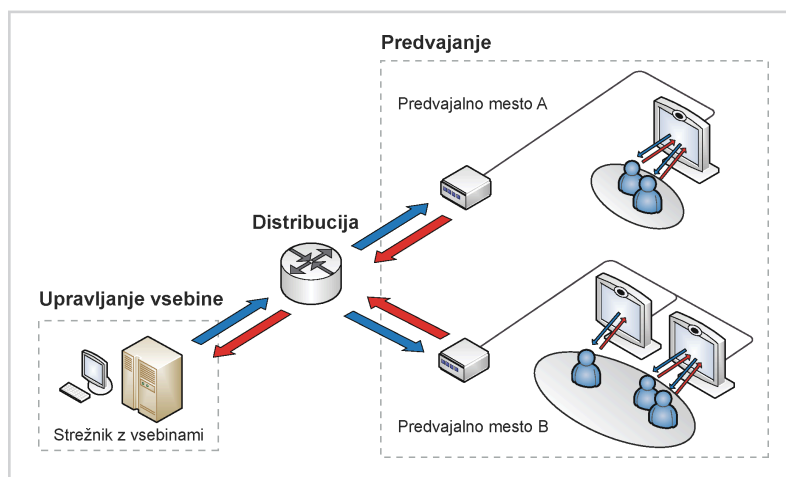 Predvajanje
Predvajalno mesto A
Distribucija
Upravljanje vsebine
Strežnik z vsebinami
Predvajalno mesto B